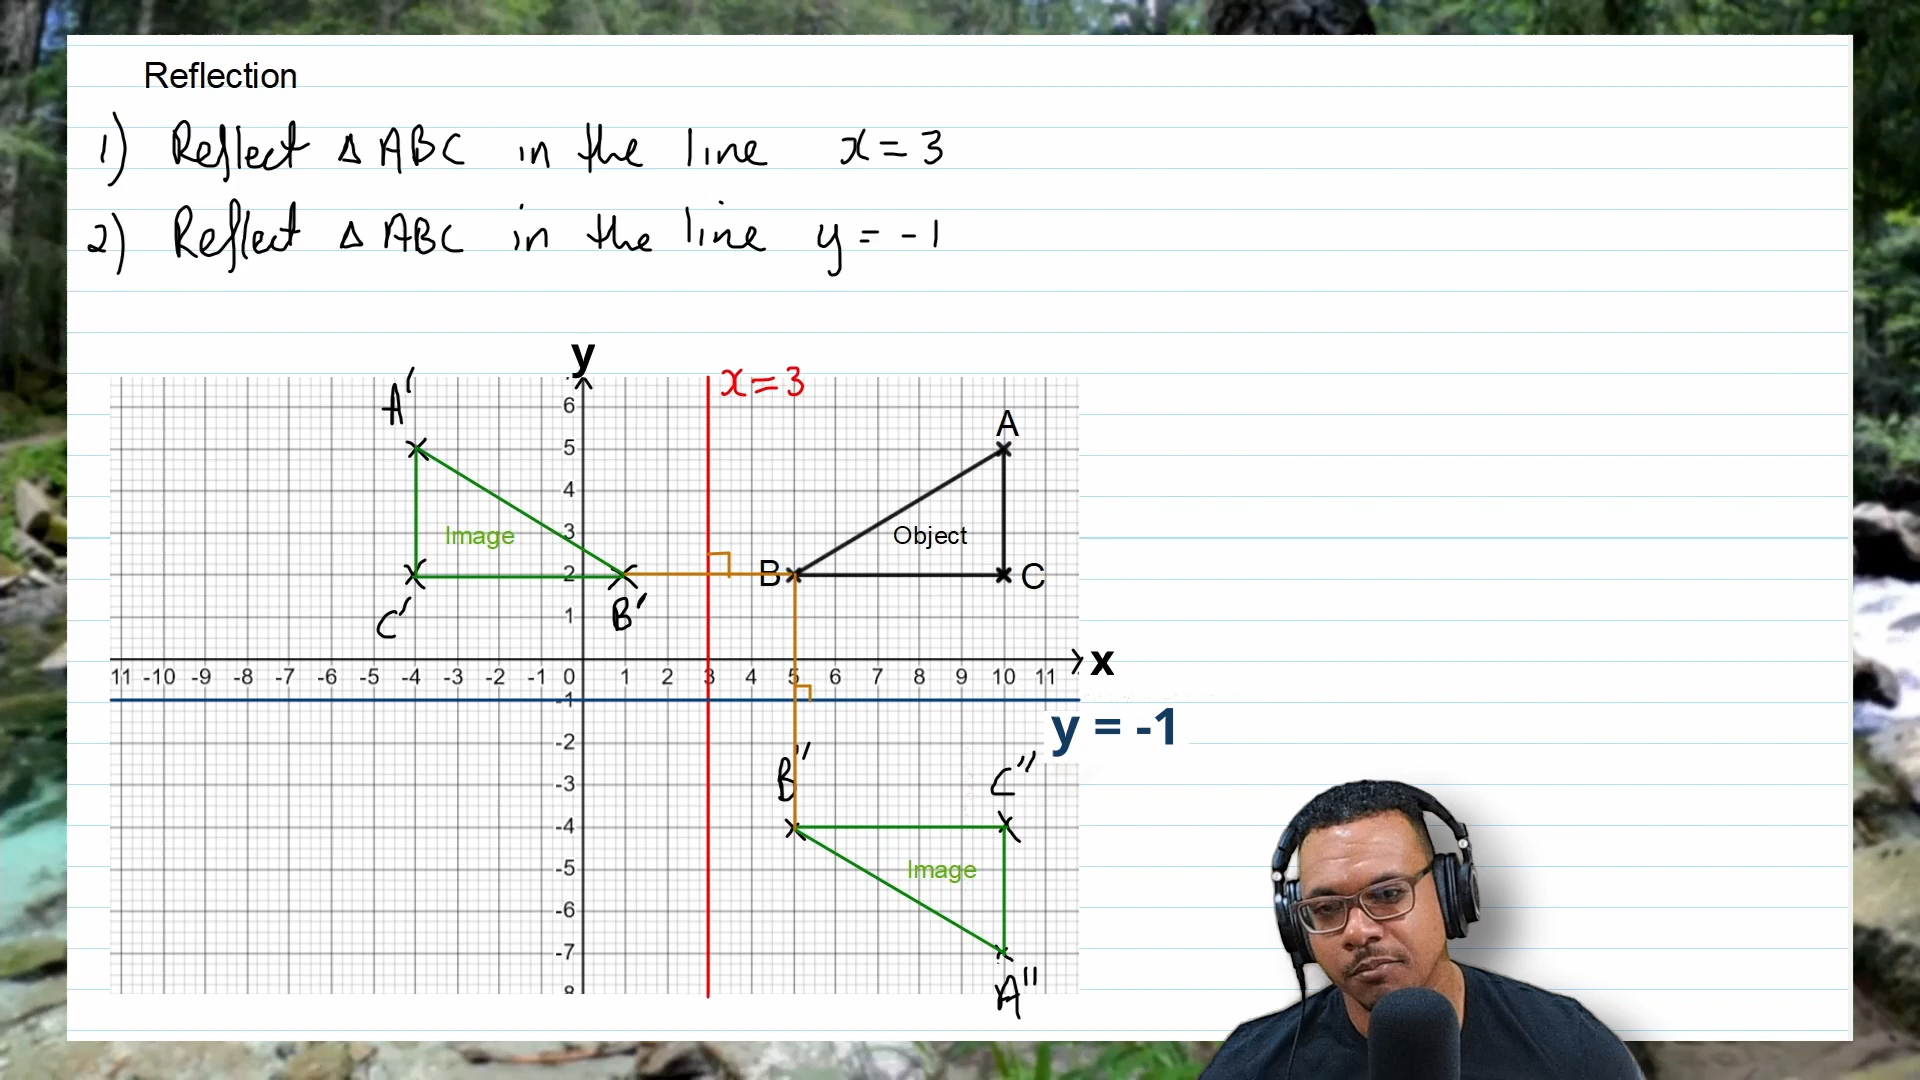 Reflection
1) Reflect Δ ABC in the line x = 3
2) Reflect Δ ABC in the line y = -1
y
A'
x = 3
6
A
5
4
Image
3
Object
2
B
C
C'
1
B'
x
11 -10 -9 -8 -7 -6 -5 -4 -3 -2 -1 0 1 2 3 4 5 6 7 8 9 10 11
-1
y = -1
-2
B''
C''
-3
-4
Image
-5
-6
-7
A''